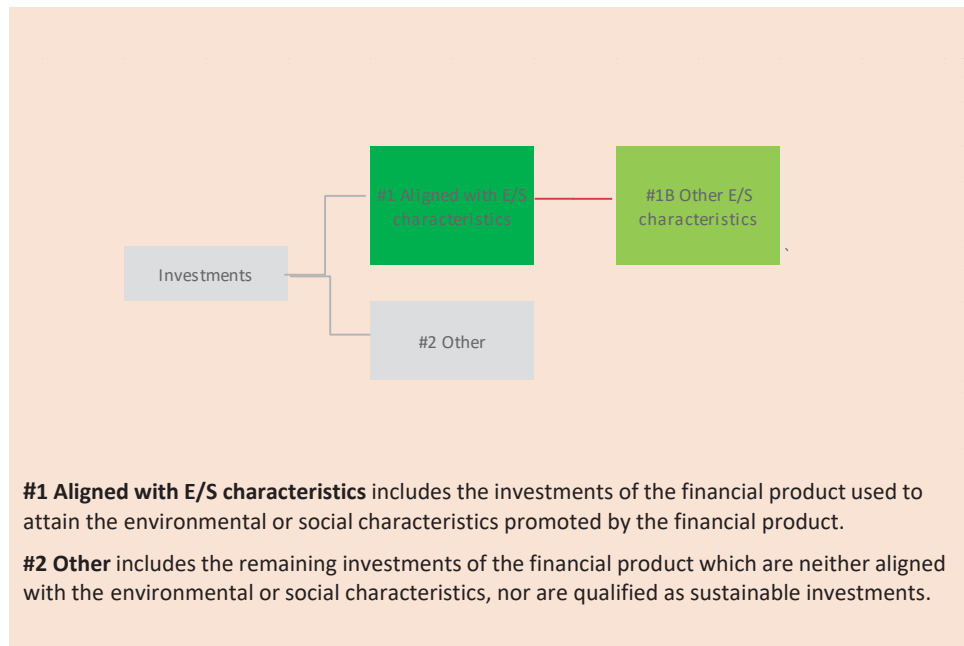 #1 Aligned with E/S
characteristics
#1B Other E/S
characteristics
`
Investments
#2 Other
#1 Aligned with E/S characteristics includes the investments of the financial product used to
attain the environmental or social characteristics promoted by the financial product.
#2 Other includes the remaining investments of the financial product which are neither aligned
with the environmental or social characteristics, nor are qualified as sustainable investments.